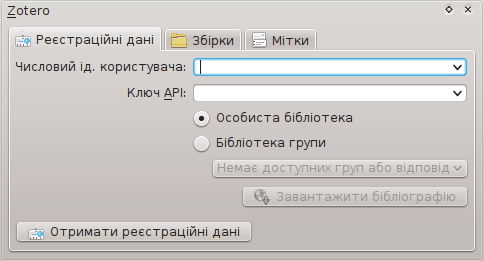 Zotero
Реєстраційні дані Збірки Мітки
Числовий ід. користувача:
Ключ API:
Особиста бібліотека
Бібліотека групи
Немає доступних груп або відповід
Завантажити бібліографію
Отримати реєстраційні дані